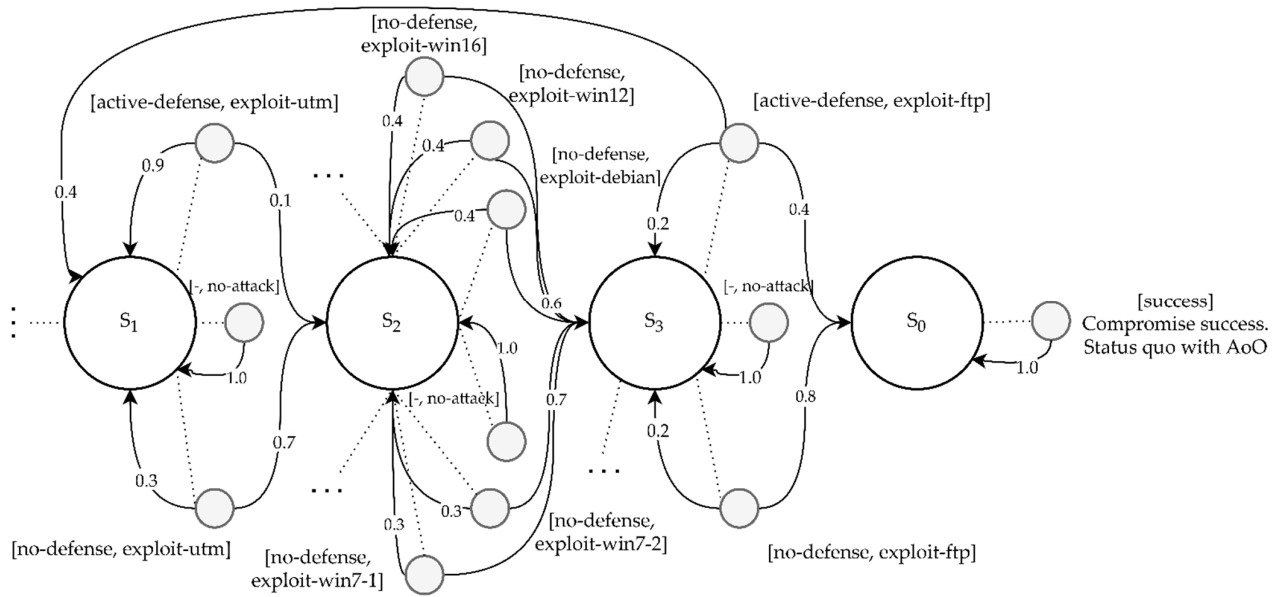 [no-defense,
exploit-win16]
[no-defense,
exploit-win12]
[active-defense, exploit-utm]
[active-defense, exploit-ftp]
0.4
0.4
[no-defense,
exploit-debian]
0.9
...
0.4
0.1
0.4
0.4
0.2
S1
[-, no-attack]
S2
0.6
S3
[-, no-attack]
S0
[success]
Compromise success.
Status quo with AoO
1.0
1.0
1.0
1.0
[-, no-attack]
0.7
0.8
0.3
0.7
0.2
...
...
0.3
0.3
[no-defense, exploit-utm]
[no-defense,
exploit-win7-1]
[no-defense,
exploit-win7-2]
[no-defense, exploit-ftp]